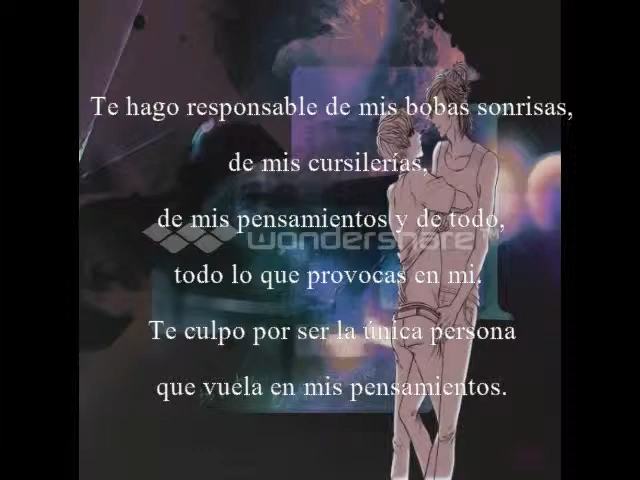 Te hago responsable de mis bobas sonrisas,
de mis cursilerías,
de mis pensamientos y de todo,
wondershare
todo lo que provocas en mi.
Te culpo por ser la única persona
que vuela en mis pensamientos.